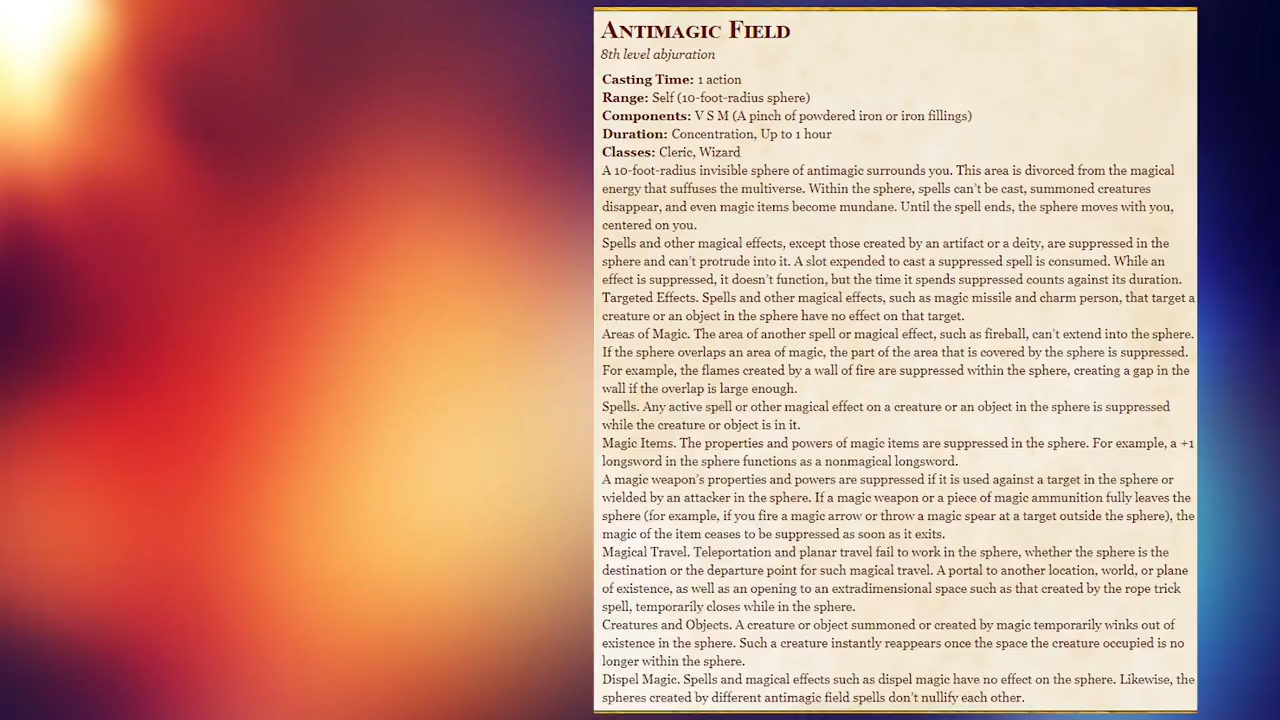 Antimagic Field
8th level abjuration
Casting Time: 1 action
Range: Self (10-foot-radius sphere)
Components: V S M (A pinch of powdered iron or iron fillings)
Duration: Concentration, Up to 1 hour
Classes: Cleric, Wizard
A 10-foot-radius invisible sphere of antimagic surrounds you. This area is divorced from the magical
energy that suffuses the multiverse. Within the sphere, spells can't be cast, summoned creatures
disappear, and even magic items become mundane. Until the spell ends, the sphere moves with you,
centered on you.
Spells and other magical effects, except those created by an artifact or a deity, are suppressed in the
sphere and can't protrude into it. A slot expended to cast a suppressed spell is consumed. While an
effect is suppressed, it doesn't function, but the time it spends suppressed counts against its duration.
Targeted Effects. Spells and other magical effects, such as magic missile and charm person, that target a
creature or an object in the sphere have no effect on that target.
Areas of Magic. The area of another spell or magical effect, such as fireball, can't extend into the sphere.
If the sphere overlaps an area of magic, the part of the area that is covered by the sphere is suppressed.
For example, the flames created by a wall of fire are suppressed within the sphere, creating a gap in the
wall if the overlap is large enough.
Spells. Any active spell or other magical effect on a creature or an object in the sphere is suppressed
while the creature or object is in it.
Magic Items. The properties and powers of magic items are suppressed in the sphere. For example, a +1
longsword in the sphere functions as a nonmagical longsword.
A magic weapon's properties and powers are suppressed if it is used against a target in the sphere or
wielded by an attacker in the sphere. If a magic weapon or a piece of magic ammunition fully leaves the
sphere (for example, if you fire a magic arrow or throw a magic spear at a target outside the sphere), the
magic of the item ceases to be suppressed as soon as it exits.
Magical Travel. Teleportation and planar travel fail to work in the sphere, whether the sphere is the
destination or the departure point for such magical travel. A portal to another location, world, or plane
of existence, as well as an opening to an extradimensional space such as that created by the rope trick
spell, temporarily closes while in the sphere.
Creatures and Objects. A creature or object summoned or created by magic temporarily winks out of
existence in the sphere. Such a creature instantly reappears once the space the creature occupied is no
longer within the sphere.
Dispel Magic. Spells and magical effects such as dispel magic have no effect on the sphere. Likewise, the
spheres created by different antimagic field spells don't nullify each other.